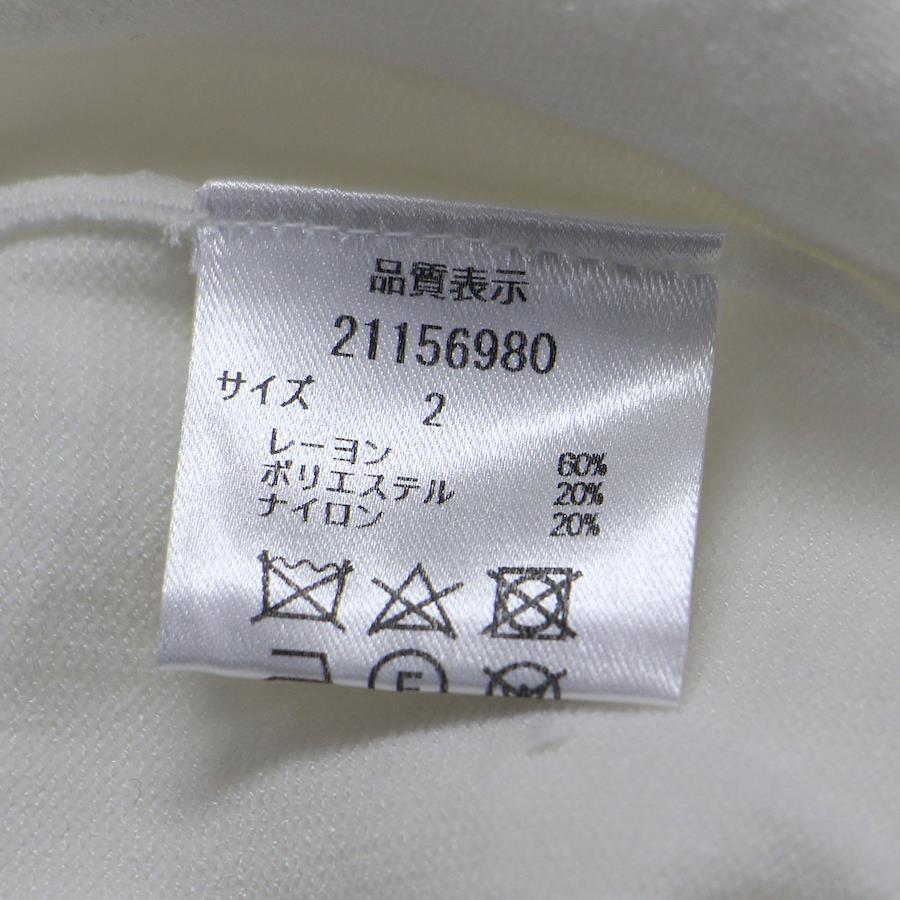 品質表示
21156980
サイズ 2
レーヨン 60%
ポリエステル 20%
ナイロン 20%
F
W